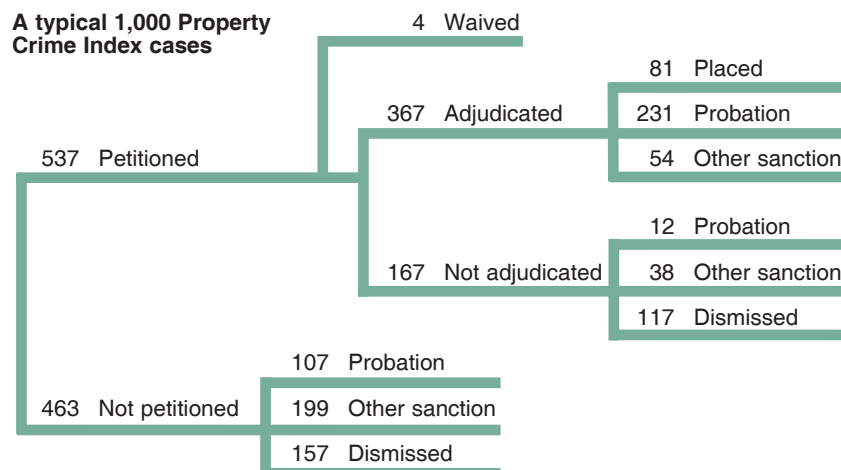 A typical 1,000 Property
Crime Index cases
4 Waived
81 Placed
367 Adjudicated
231 Probation
537 Petitioned
54 Other sanction
12 Probation
167 Not adjudicated
38 Other sanction
117 Dismissed
107 Probation
463 Not petitioned
199 Other sanction
157 Dismissed